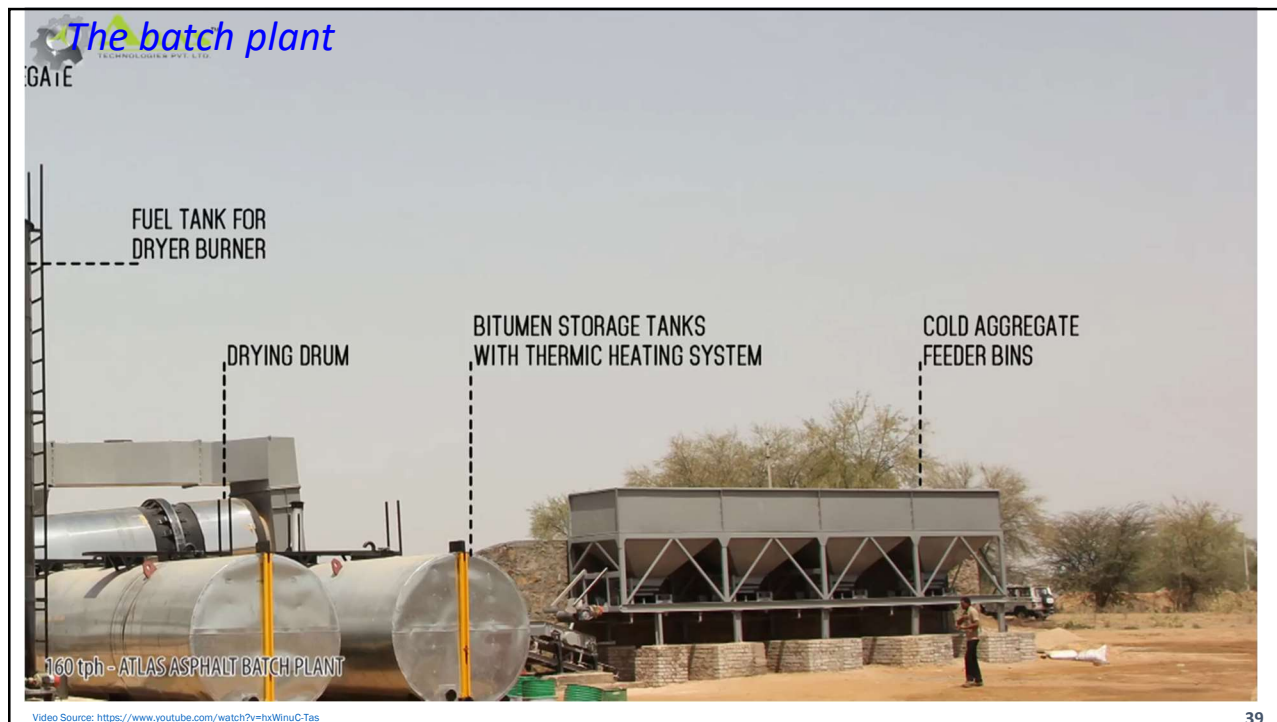 The batch plant
TECHNOLOGIES PVT. LTD.
EGATE
FUEL TANK FOR
DRYER BURNER
DRYING DRUM
BITUMEN STORAGE TANKS
WITH THERMIC HEATING SYSTEM
COLD AGGREGATE
FEEDER BINS
160 tph - ATLAS ASPHALT BATCH PLANT
Video Source: https://www.youtube.com/watch?v=hxWinuC-Tas
39